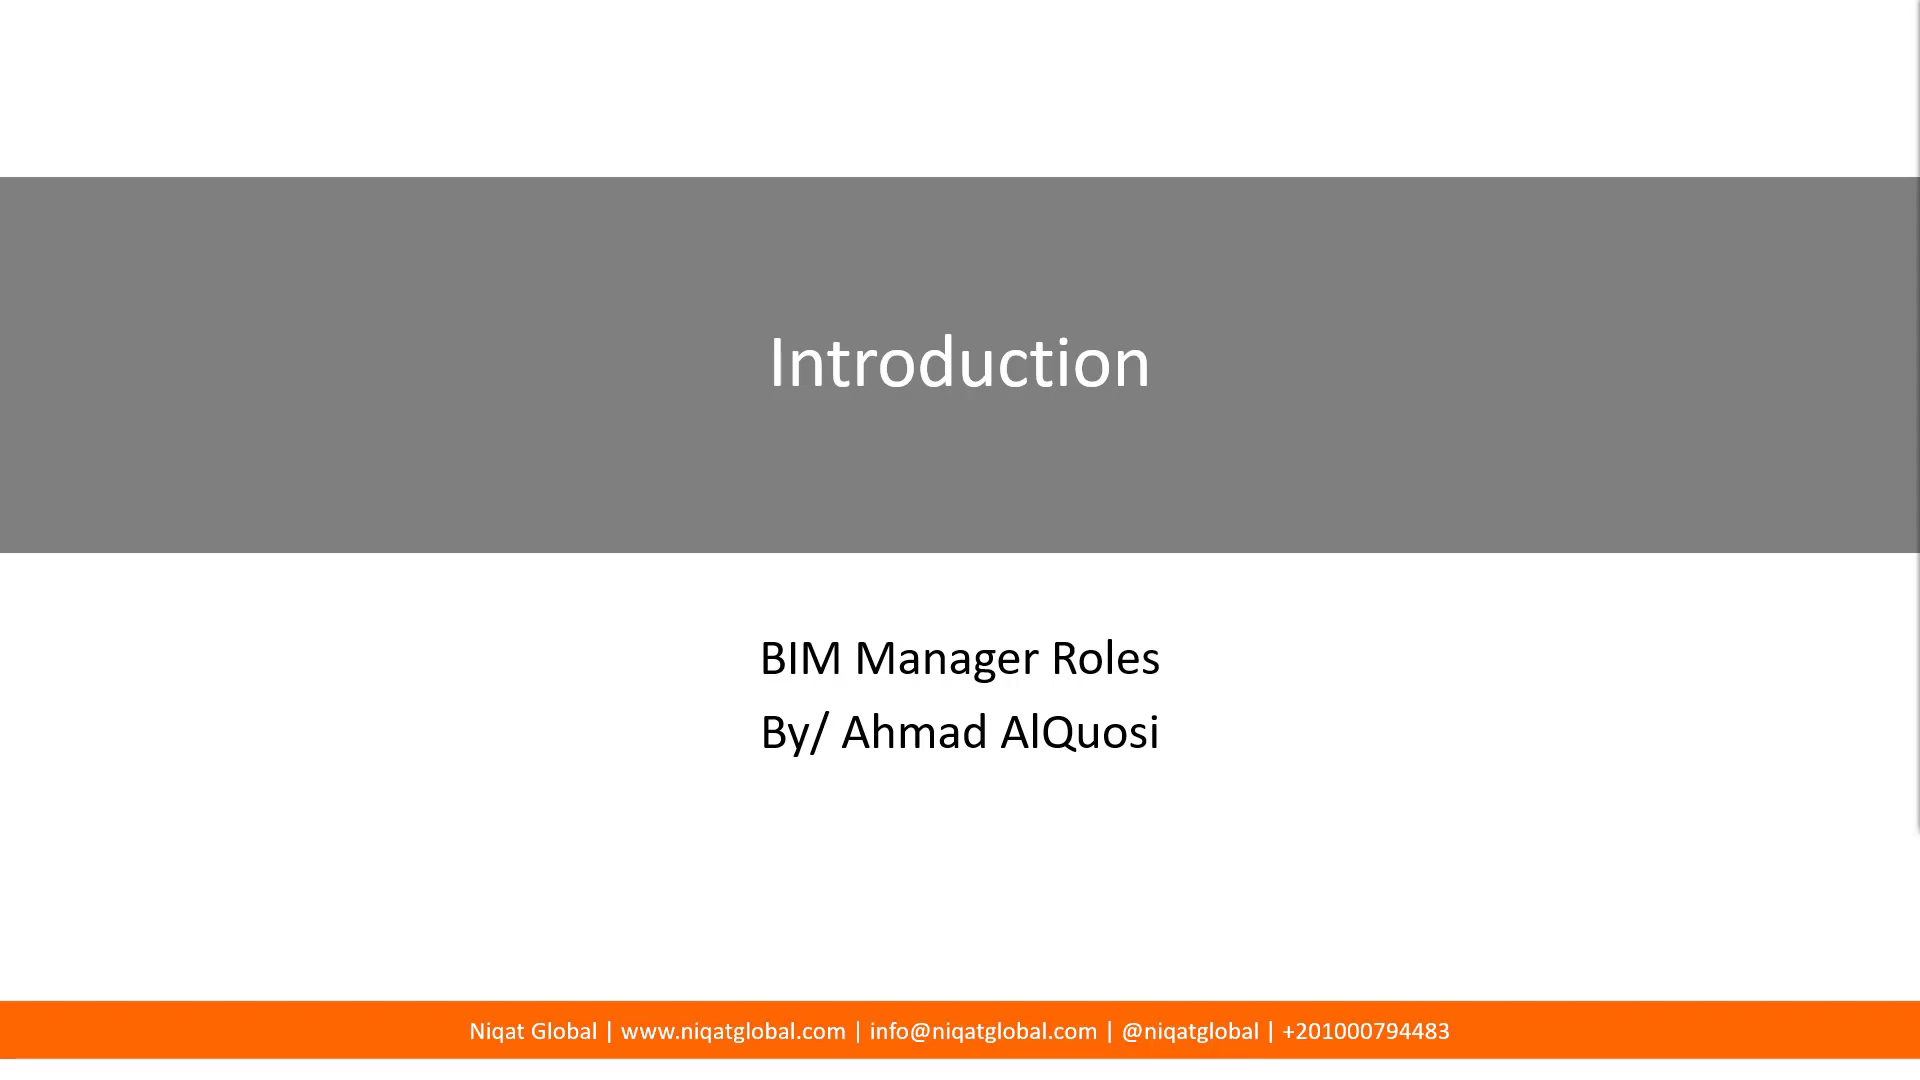 Introduction
BIM Manager Roles
By/ Ahmad AlQuosi
Niqat Global | www.niqatglobal.com | info@niqatglobal.com | @niqatglobal | +201000794483